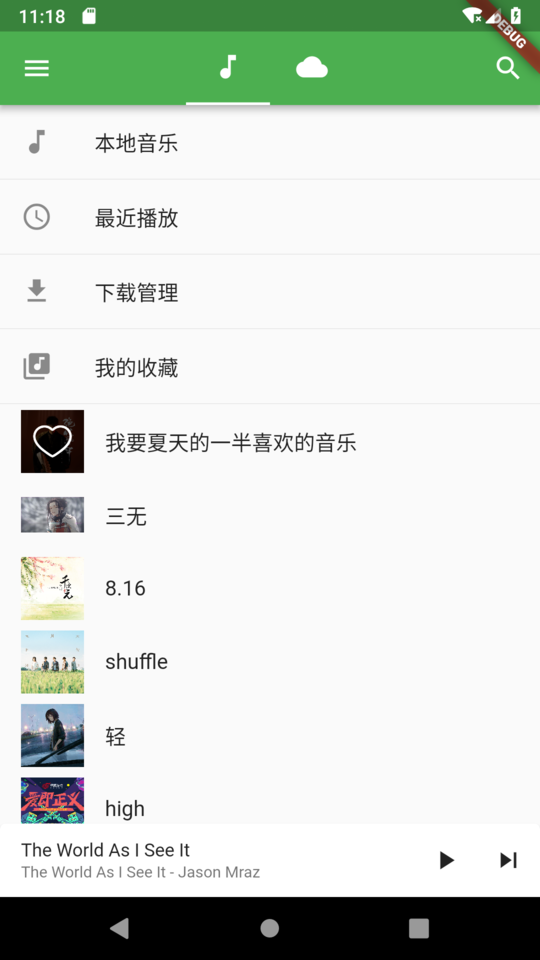 11:18
DEBUG
本地音乐
最近播放
下载管理
我的收藏
我要夏天的一半喜欢的音乐
三无
8.16
shuffle
轻
high
The World As I See It
The World As I See It - Jason Mraz